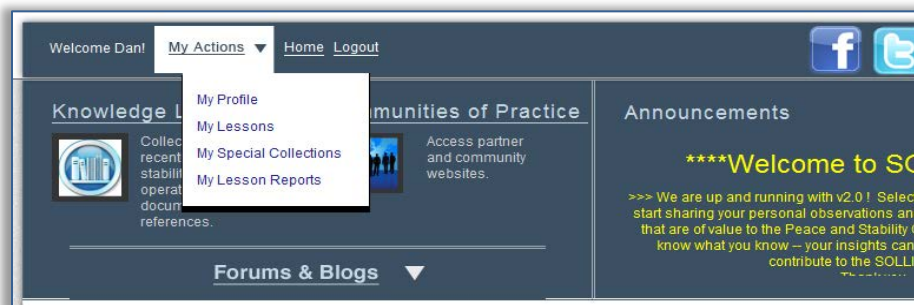 Welcome Dan! My Actions Home Logout
My Profile
My Lessons
My Special Collections
My Lesson Reports
Knowledge
munities of Practice
Collec
recent
stabili
operat
docum
references.
Access partner
and community
websites.
Forums & Blogs
Announcements
****Welcome to SO
>>> We are up and running with v2.0 ! Selec
start sharing your personal observations an
that are of value to the Peace and Stability
know what you know -- your insights can
contribute to the SOLLI